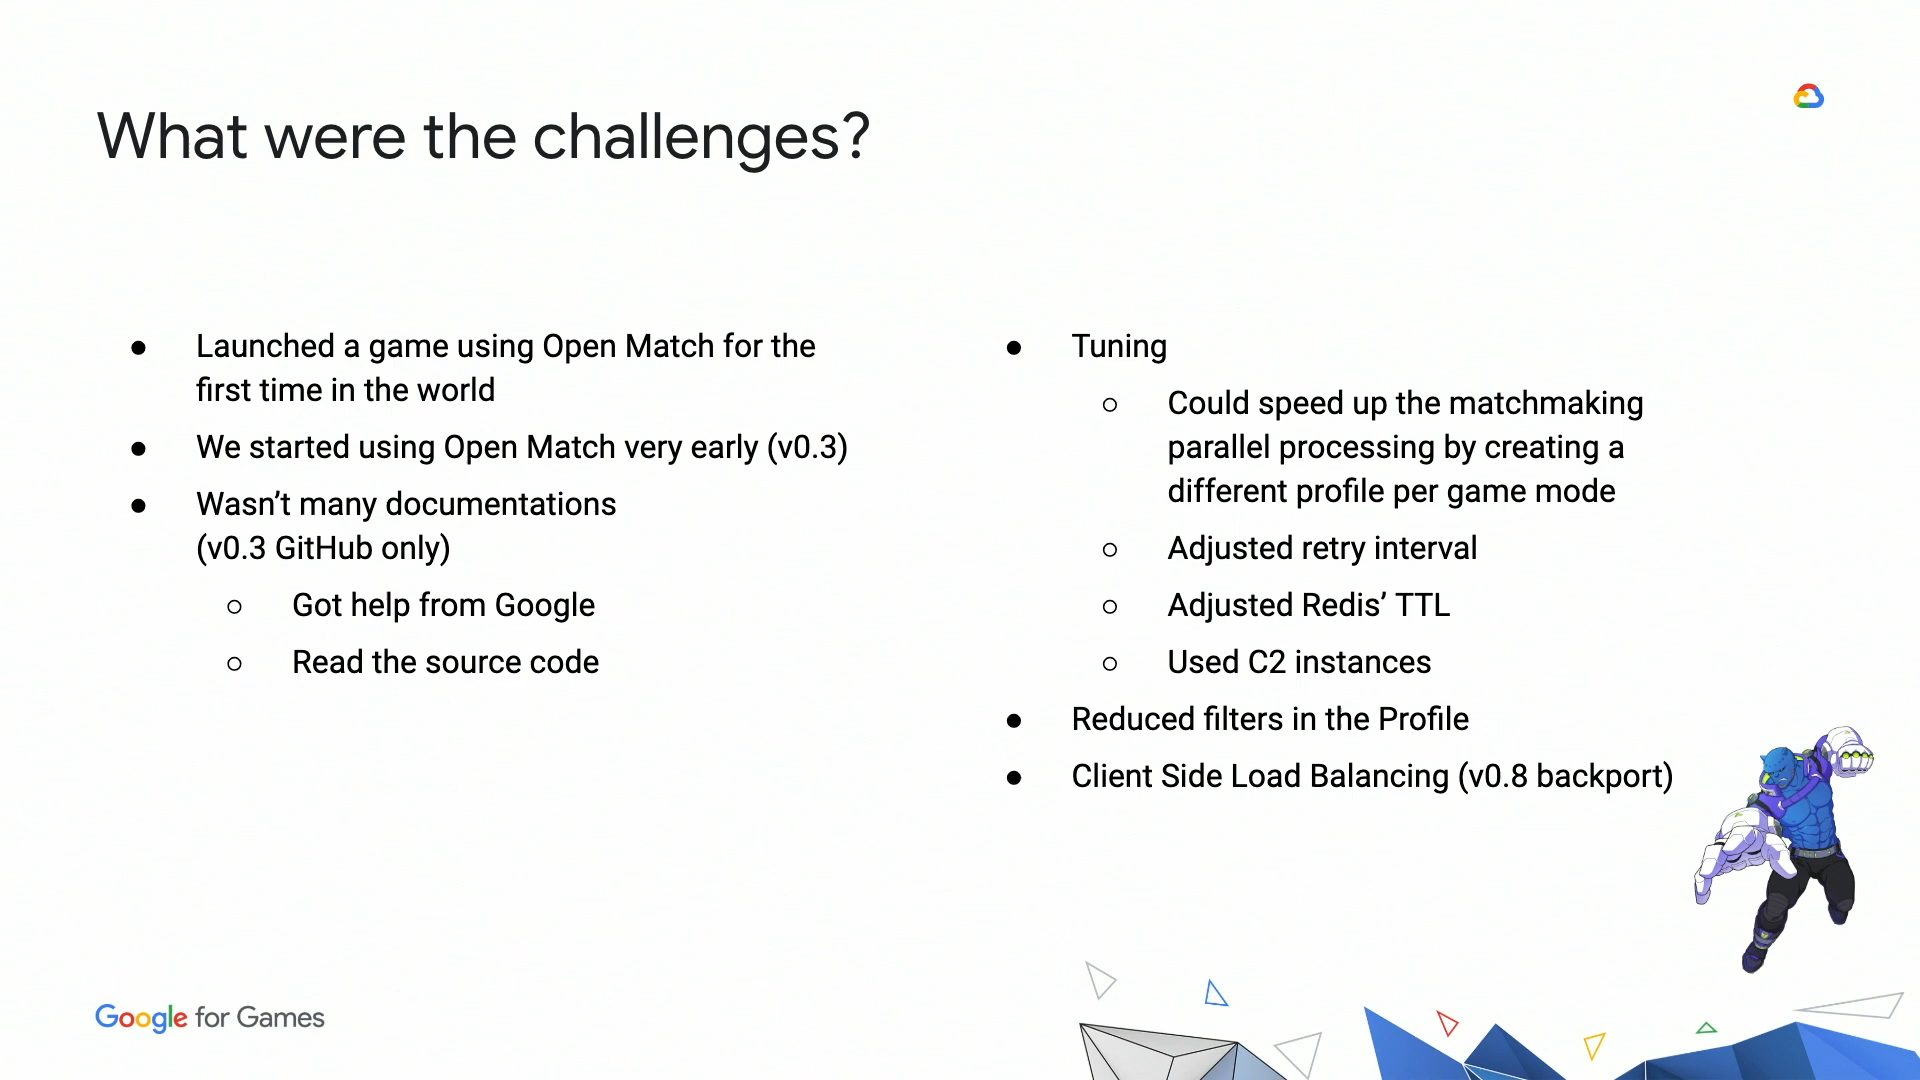 What were the challenges?
● Launched a game using Open Match for the
first time in the world
● We started using Open Match very early (v0.3)
● Wasn’t many documentations
(v0.3 GitHub only)
○ Got help from Google
○ Read the source code
● Tuning
○ Could speed up the matchmaking
parallel processing by creating a
different profile per game mode
○ Adjusted retry interval
○ Adjusted Redis’ TTL
○ Used C2 instances
● Reduced filters in the Profile
● Client Side Load Balancing (v0.8 backport)
Google for Games